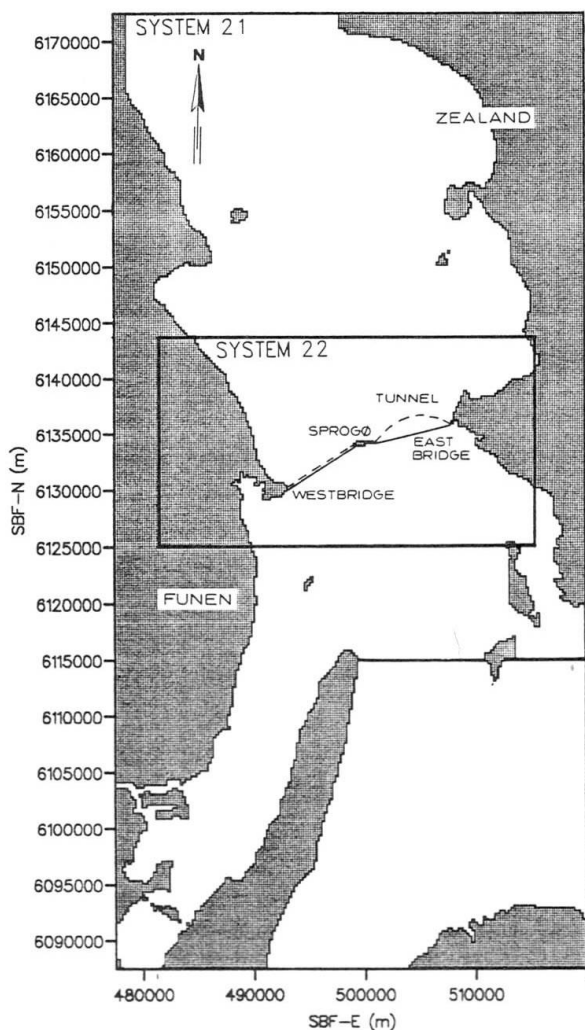 SYSTEM 21
N
ZEALAND
SYSTEM 22
TUNNEL
SPROGØ
EAST
BRIDGE
WESTBRIDGE
FUNEN
6170000
6165000
6160000
6155000
6150000
6145000
6140000
6135000
6130000
6125000
6120000
6115000
6110000
6105000
6100000
6095000
6090000
SBF-N (m)
480000 490000 500000 510000
SBF-E (m)